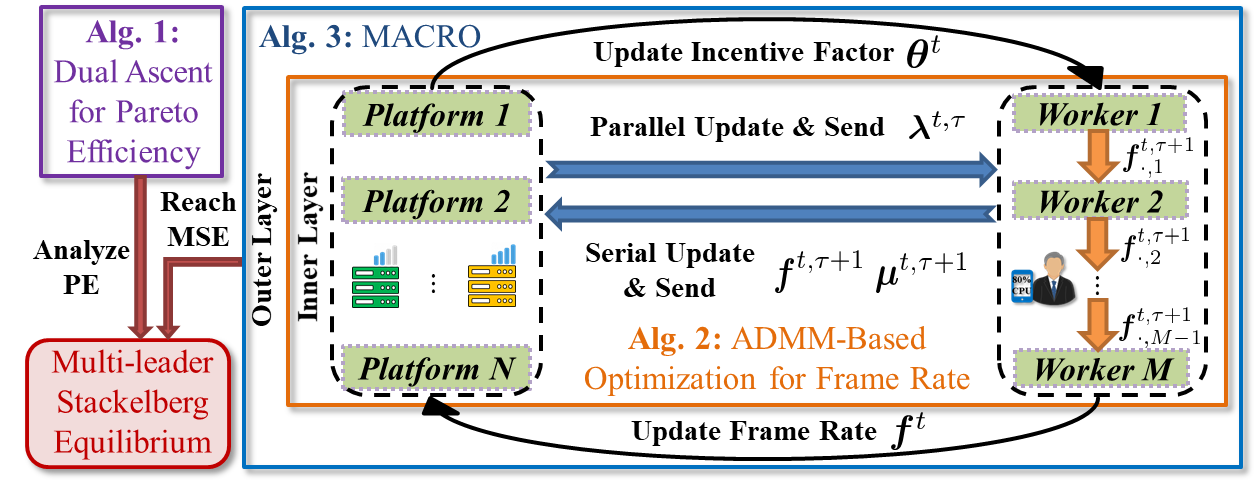 Alg. 1:
Dual Ascent
for Pareto
Efficiency
Analyze
PE
Reach
MSE
Multi-leader
Stackelberg
Equilibrium
Alg. 3: MACRO
Outer Layer
Inner Layer
Update Incentive Factor θ^t
Platform 1
Platform 2
⋮
Platform N
Parallel Update & Send λ^{t,τ}
Serial Update
& Send
f^{t,τ+1} μ^{t,τ+1}
Alg. 2: ADMM-Based
Optimization for Frame Rate
Worker 1
f_{·,1}^{t,τ+1}
Worker 2
f_{·,2}^{t,τ+1}
80%
CPU
⋮
f_{·,M−1}^{t,τ+1}
Worker M
Update Frame Rate f^t